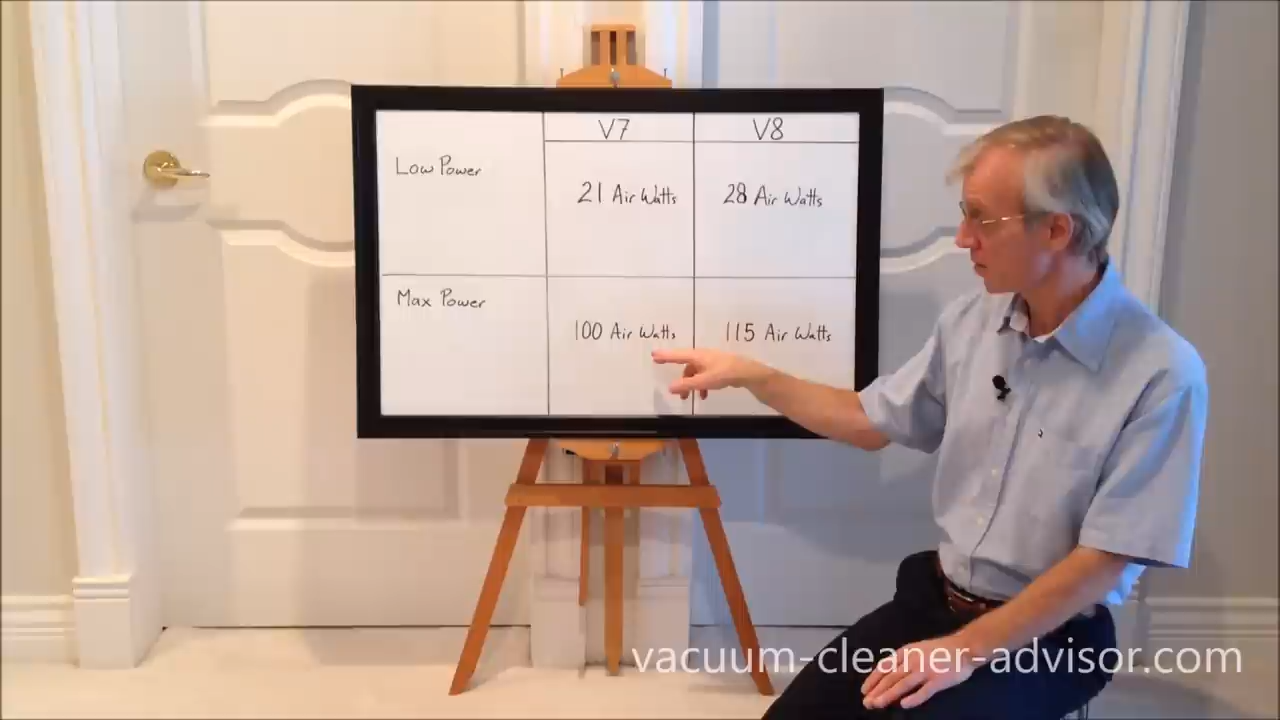 V7 V8
Low Power
21 Air Watts 28 Air Watts
Max Power
100 Air Watts 115 Air Watts
vacuum-cleaner-advisor.com